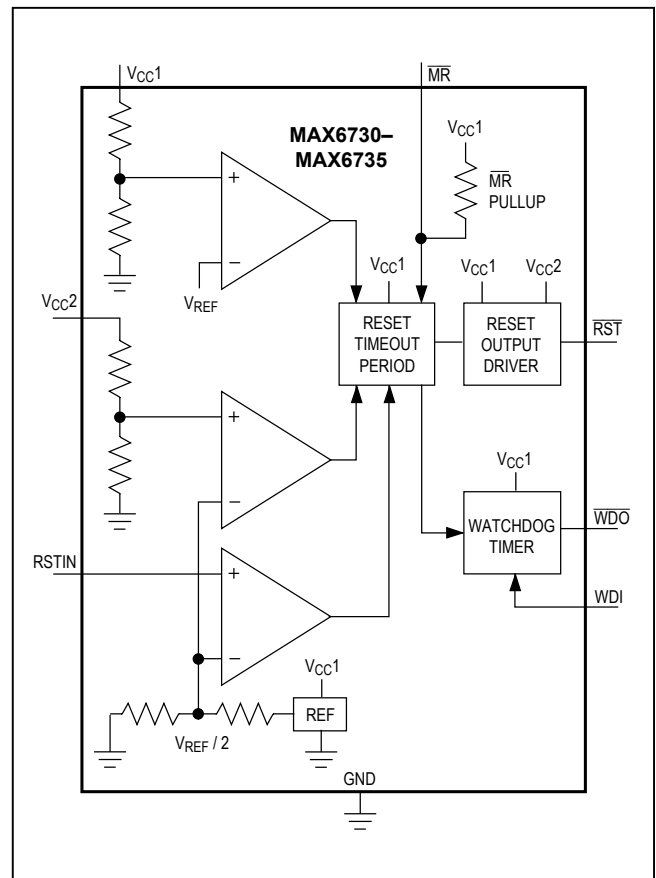 VCC1
MR
MAX6730–
MAX6735
VCC1
MR
PULLUP
+
–
VREF
VCC2
VCC1
RESET
TIMEOUT
PERIOD
VCC1
VCC2
RESET
OUTPUT
DRIVER
RST
+
–
VCC1
WATCHDOG
TIMER
WDO
WDI
RSTIN
+
–
VCC1
REF
VREF / 2
GND